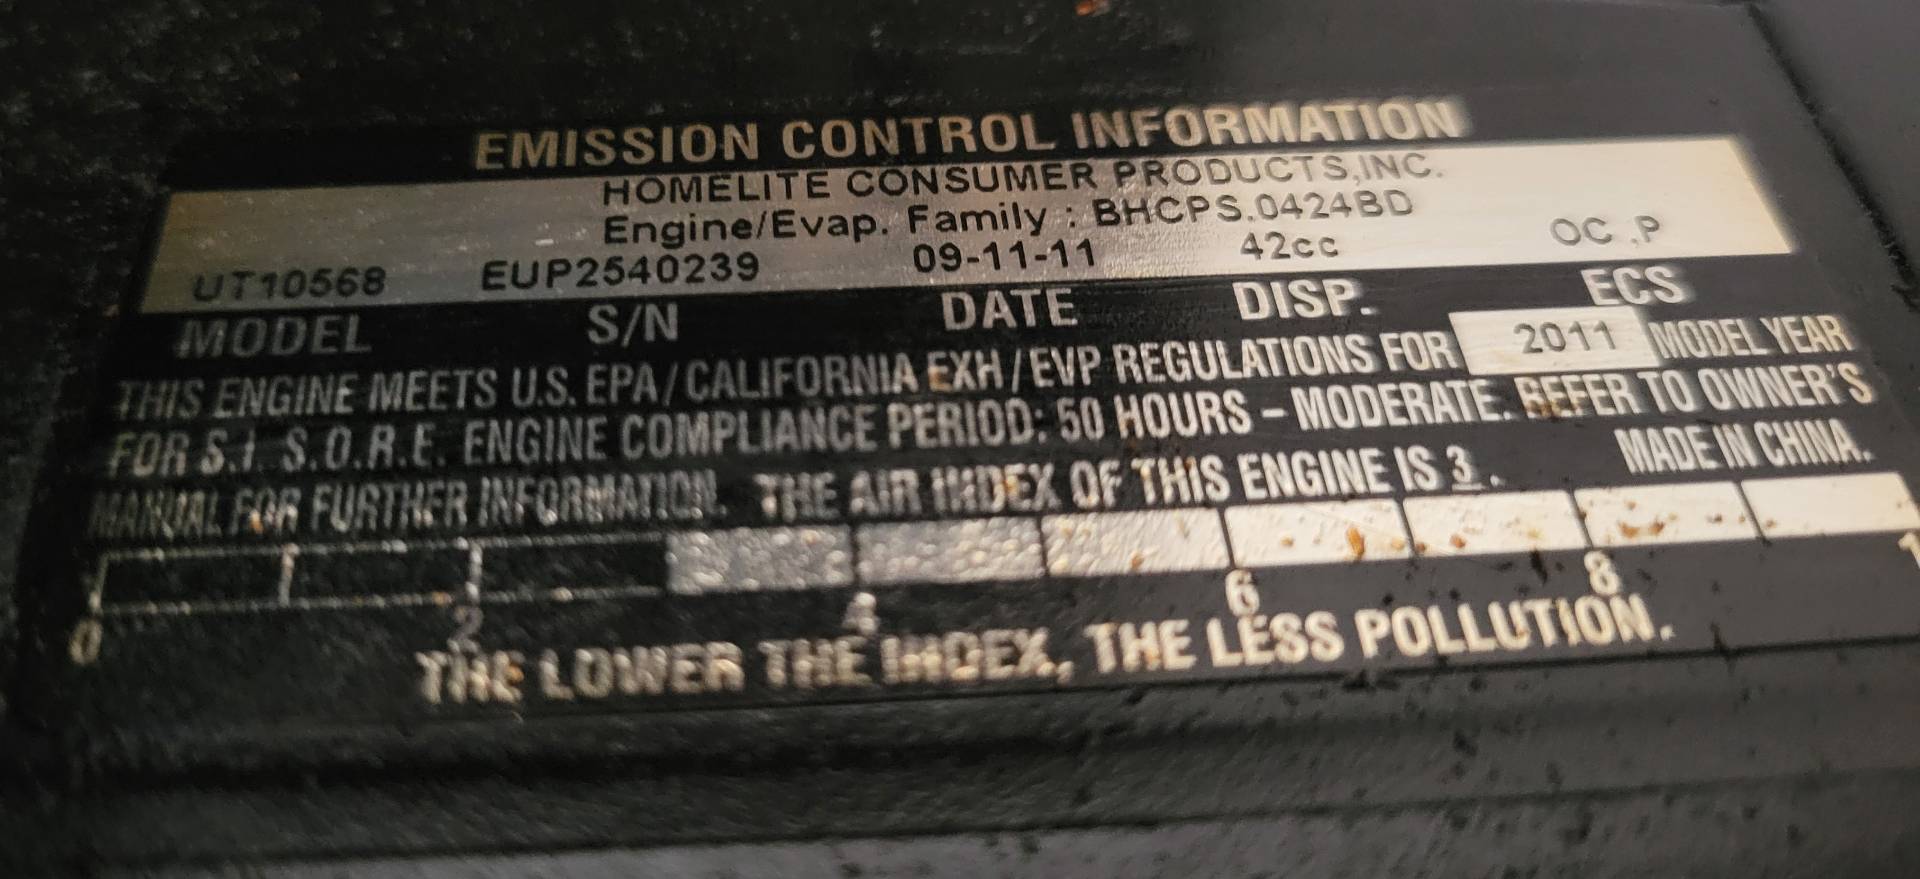 EMISSION CONTROL INFORMATION
HOMELITE CONSUMER PRODUCTS,INC.
Engine/Evap. Family : BHCPS.0424BD
UT10568 EUP2540239 09-11-11 42cc OC ,P
MODEL S/N DATE DISP. ECS
THIS ENGINE MEETS U.S. EPA/CALIFORNIA EXH/EVP REGULATIONS FOR 2011 MODEL YEAR
FOR S.I. S.O.R.E. ENGINE COMPLIANCE PERIOD: 50 HOURS – MODERATE. REFER TO OWNER'S
MANUAL FOR FURTHER INFORMATION. THE AIR INDEX OF THIS ENGINE IS 3. MADE IN CHINA.
0 2 4 6 8 1
THE LOWER THE INDEX, THE LESS POLLUTION.